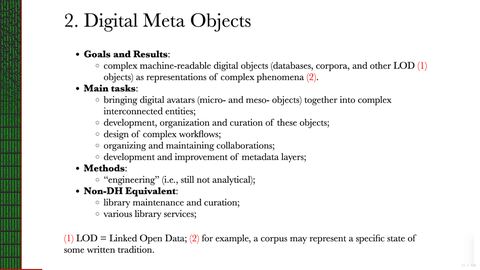 2. Digital Meta Objects
• Goals and Results:
○ complex machine-readable digital objects (databases, corpora, and other LOD (1)
objects) as representations of complex phenomena (2).
• Main tasks:
○ bringing digital avatars (micro- and meso- objects) together into complex
interconnected entities;
○ development, organization and curation of these objects;
○ design of complex workflows;
○ organizing and maintaining collaborations;
○ development and improvement of metadata layers;
• Methods:
○ “engineering” (i.e., still not analytical);
• Non-DH Equivalent:
○ library maintenance and curation;
○ various library services;
(1) LOD = Linked Open Data; (2) for example, a corpus may represent a specific state of
some written tradition.